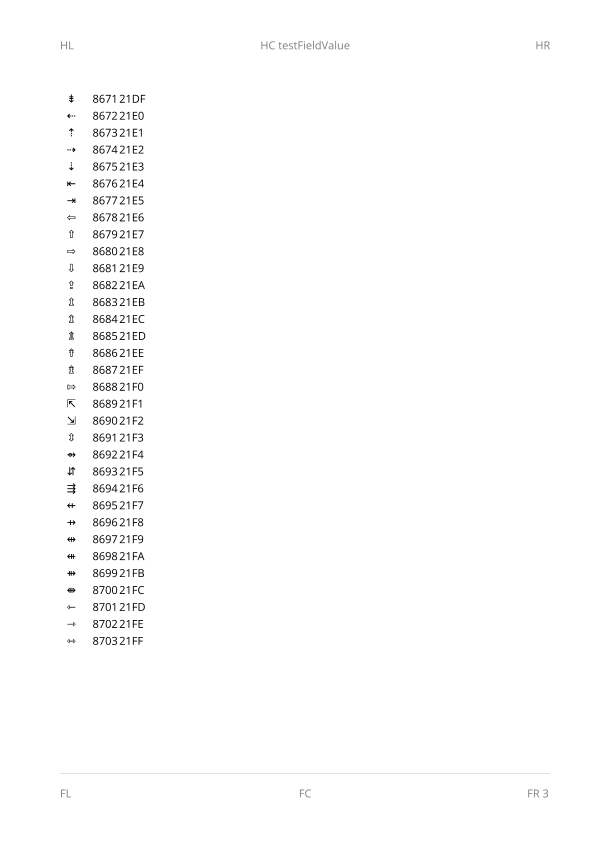 HL HC testFieldValue HR
⇟ 8671 21DF
⇠ 8672 21E0
⇡ 8673 21E1
⇢ 8674 21E2
⇣ 8675 21E3
⇤ 8676 21E4
⇥ 8677 21E5
⇦ 8678 21E6
⇧ 8679 21E7
⇨ 8680 21E8
⇩ 8681 21E9
⇪ 8682 21EA
⇫ 8683 21EB
⇬ 8684 21EC
⇭ 8685 21ED
⇮ 8686 21EE
⇯ 8687 21EF
⇰ 8688 21F0
⇱ 8689 21F1
⇲ 8690 21F2
⇳ 8691 21F3
⇴ 8692 21F4
⇵ 8693 21F5
⇶ 8694 21F6
⇷ 8695 21F7
⇸ 8696 21F8
⇹ 8697 21F9
⇺ 8698 21FA
⇻ 8699 21FB
⇼ 8700 21FC
⇽ 8701 21FD
⇾ 8702 21FE
⇿ 8703 21FF
FL FC FR 3